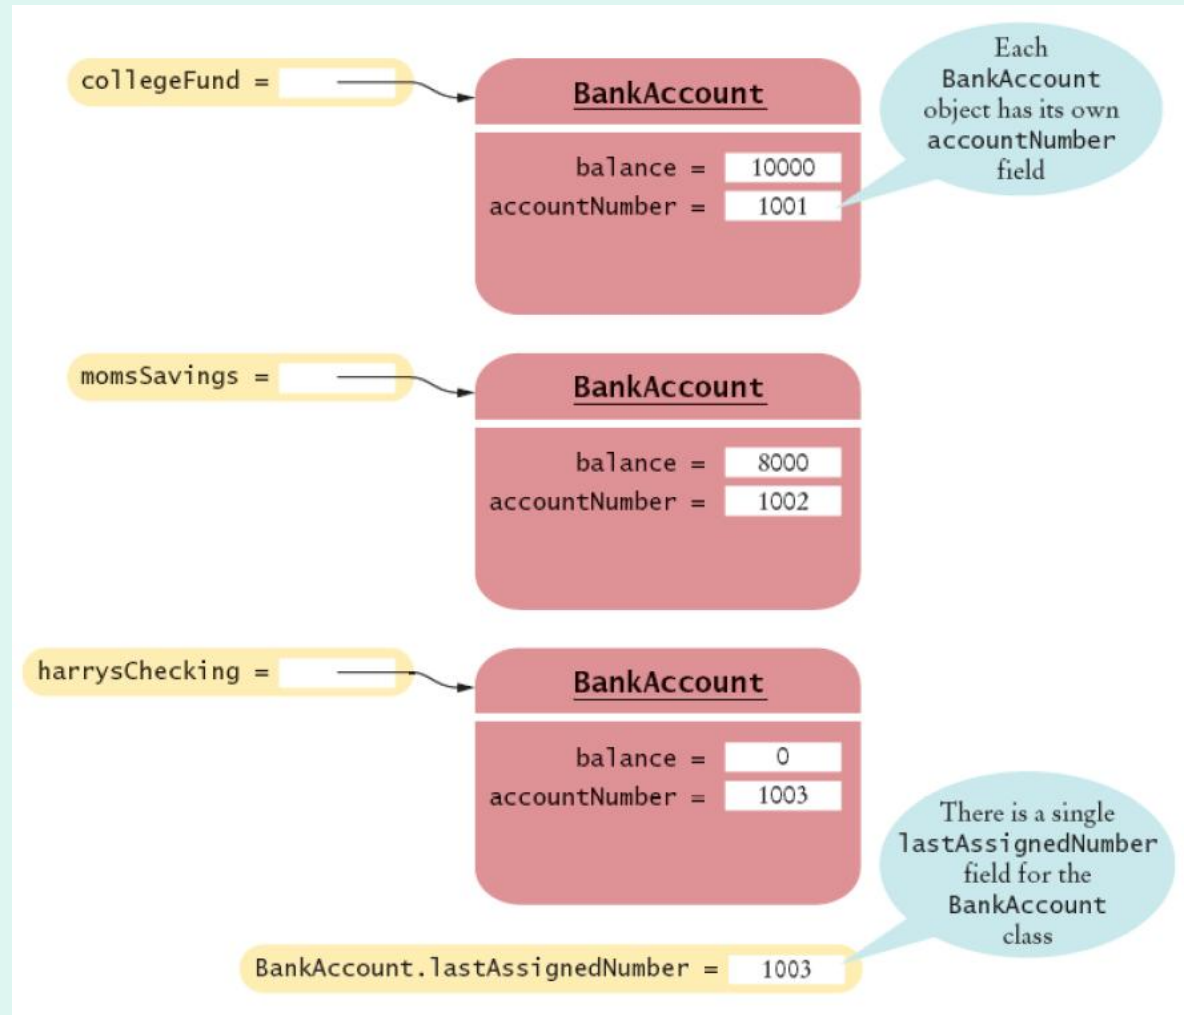 collegeFund =
BankAccount
balance = 10000
accountNumber = 1001
Each
BankAccount
object has its own
accountNumber
field
momsSavings =
BankAccount
balance = 8000
accountNumber = 1002
harrysChecking =
BankAccount
balance = 0
accountNumber = 1003
There is a single
lastAssignedNumber
field for the
BankAccount
class
BankAccount.lastAssignedNumber = 1003